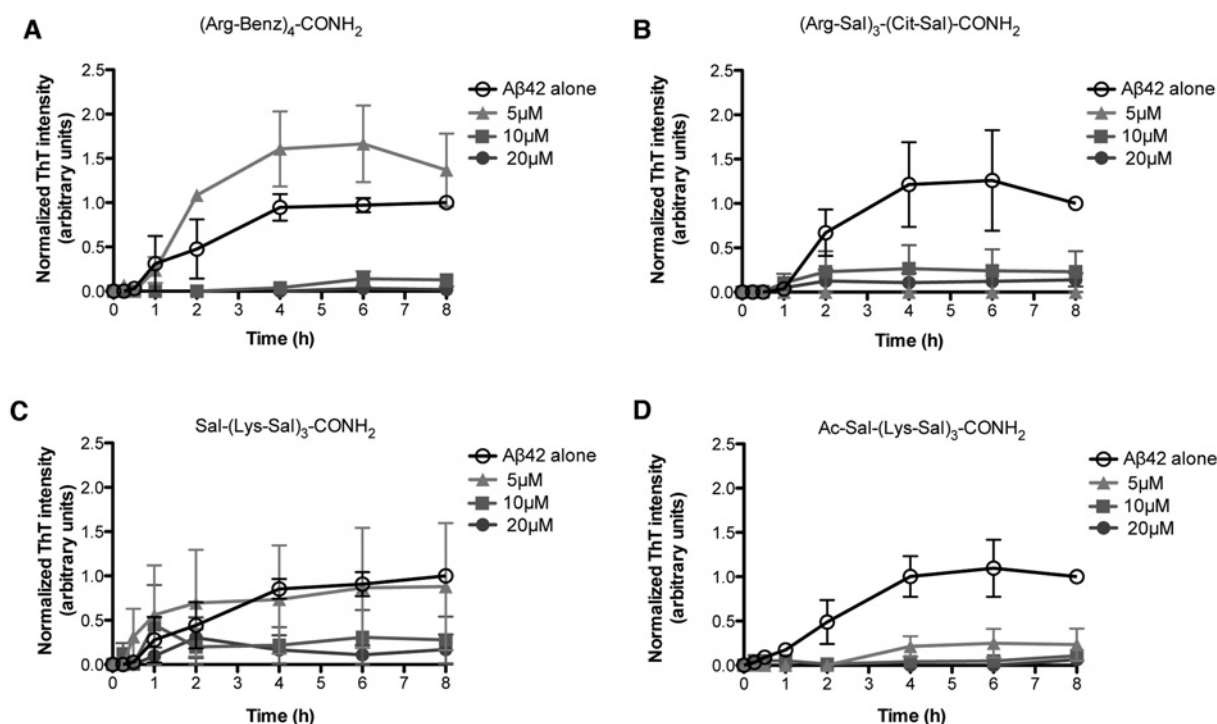 A
(Arg-Benz)₄-CONH₂
Normalized ThT intensity
(arbitrary units)
2.5
2.0
1.5
1.0
0.5
0.0
0 1 2 3 4 5 6 7 8
Time (h)
Aβ42 alone
5µM
10µM
20µM
B
(Arg-Sal)₃-(Cit-Sal)-CONH₂
Normalized ThT intensity
(arbitrary units)
2.5
2.0
1.5
1.0
0.5
0.0
0 1 2 3 4 5 6 7 8
Time (h)
Aβ42 alone
5µM
10µM
20µM
C
Sal-(Lys-Sal)₃-CONH₂
Normalized ThT intensity
(arbitrary units)
2.5
2.0
1.5
1.0
0.5
0.0
0 1 2 3 4 5 6 7 8
Time (h)
Aβ42 alone
5µM
10µM
20µM
D
Ac-Sal-(Lys-Sal)₃-CONH₂
Normalized ThT intensity
(arbitrary units)
2.5
2.0
1.5
1.0
0.5
0.0
0 1 2 3 4 5 6 7 8
Time (h)
Aβ42 alone
5µM
10µM
20µM